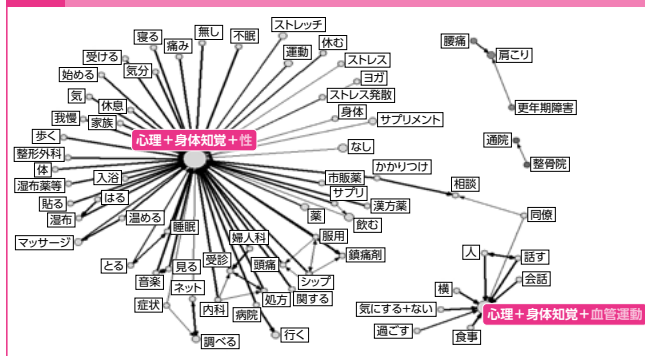 寝る
痛み
無し
不眠
ストレッチ
運動
休む
ストレス
ヨガ
ストレス発散
身体
サプリメント
なし
受ける
始める
気分
気
休息
我慢
家族
歩く
心理+身体知覚+性
整形外科
体
入浴
湿布薬等
貼る
はる
湿布
温める
マッサージ
睡眠
とる
音楽
見る
ネット
症状
調べる
婦人科
受診
頭痛
内科
処方
病院
行く
関する
シップ
服用
鎮痛剤
薬
飲む
サプリ
市販薬
漢方薬
かかりつけ
相談
腰痛
肩こり
更年期障害
通院
整骨院
同僚
人
話す
会話
横
気にする+ない
過ごす
食事
心理+身体知覚+血管運動